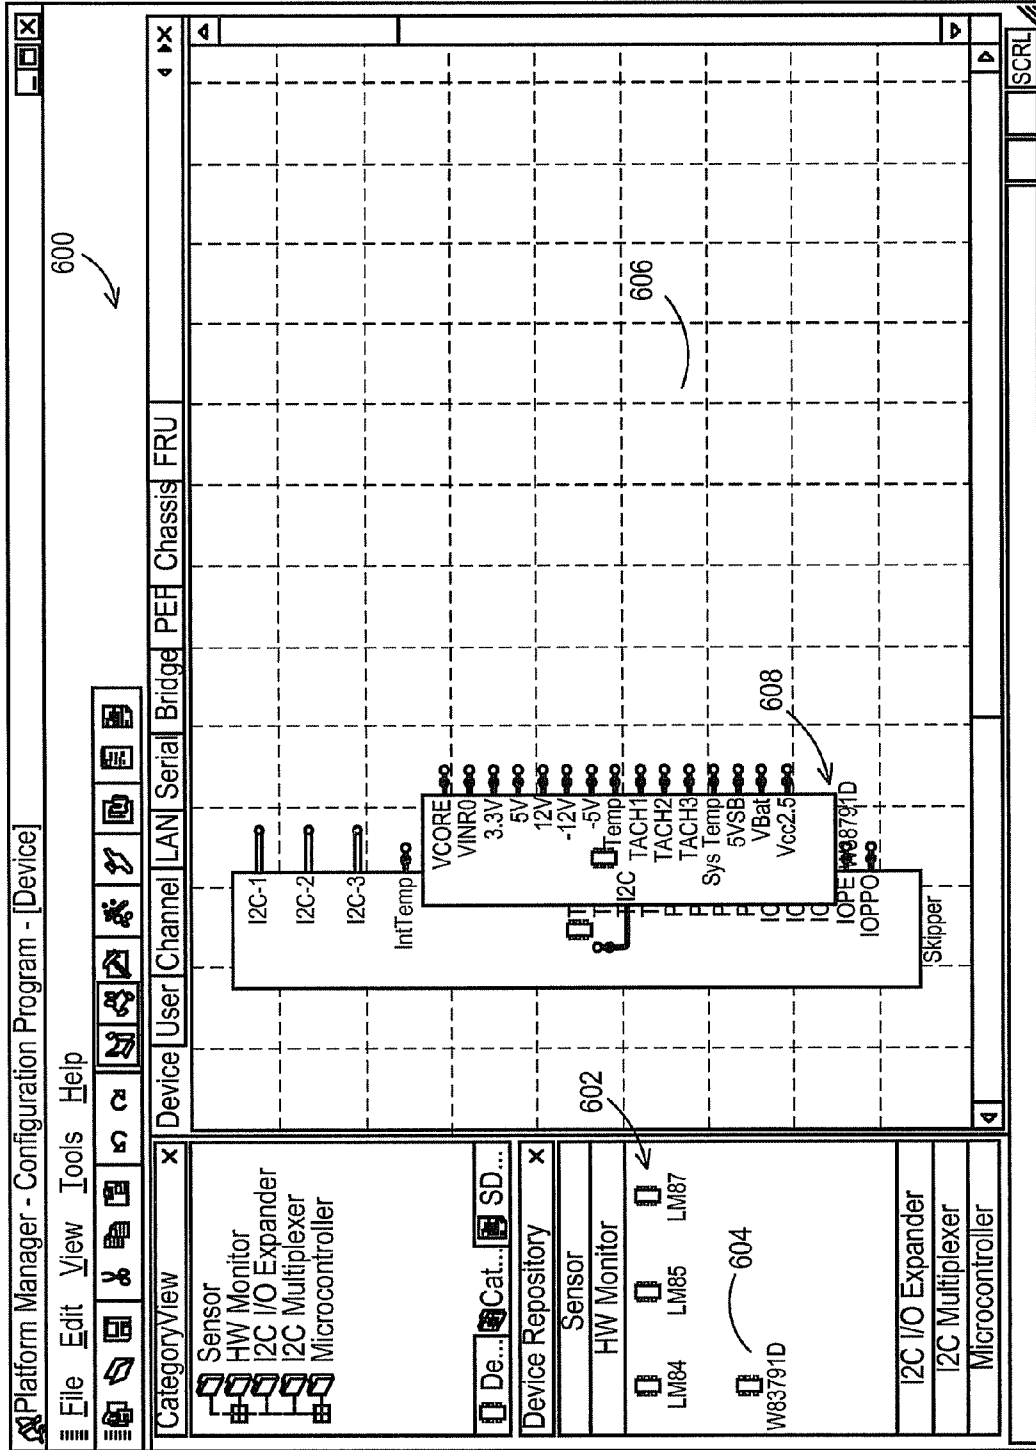 Platform Manager - Configuration Program - [Device]
File Edit View Tools Help
600
CategoryView
Sensor
HW Monitor
I2C I/O Expander
I2C Multiplexer
Microcontroller
De... Cat... SD...
Device Repository
Sensor
HW Monitor
LM84 LM85 LM87
602
W83791D
604
I2C I/O Expander
I2C Multiplexer
Microcontroller
Device User Channel LAN Serial Bridge PEF Chassis FRU
I2C-1
I2C-2
I2C-3
IntTemp
VCORE
VINR0
3.3V
5V
12V
-12V
-5V
Temp
I2C
TACH1
TACH2
TACH3
Sys Temp
5VSB
VBat
Vcc2.5
W83791D
IOPE
IOPPO
Skipper
606
608
SCRL